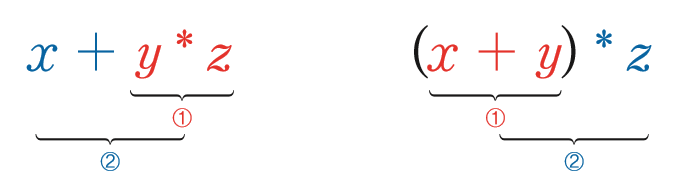 x + y * z
①
②
(x + y) * z
①
②